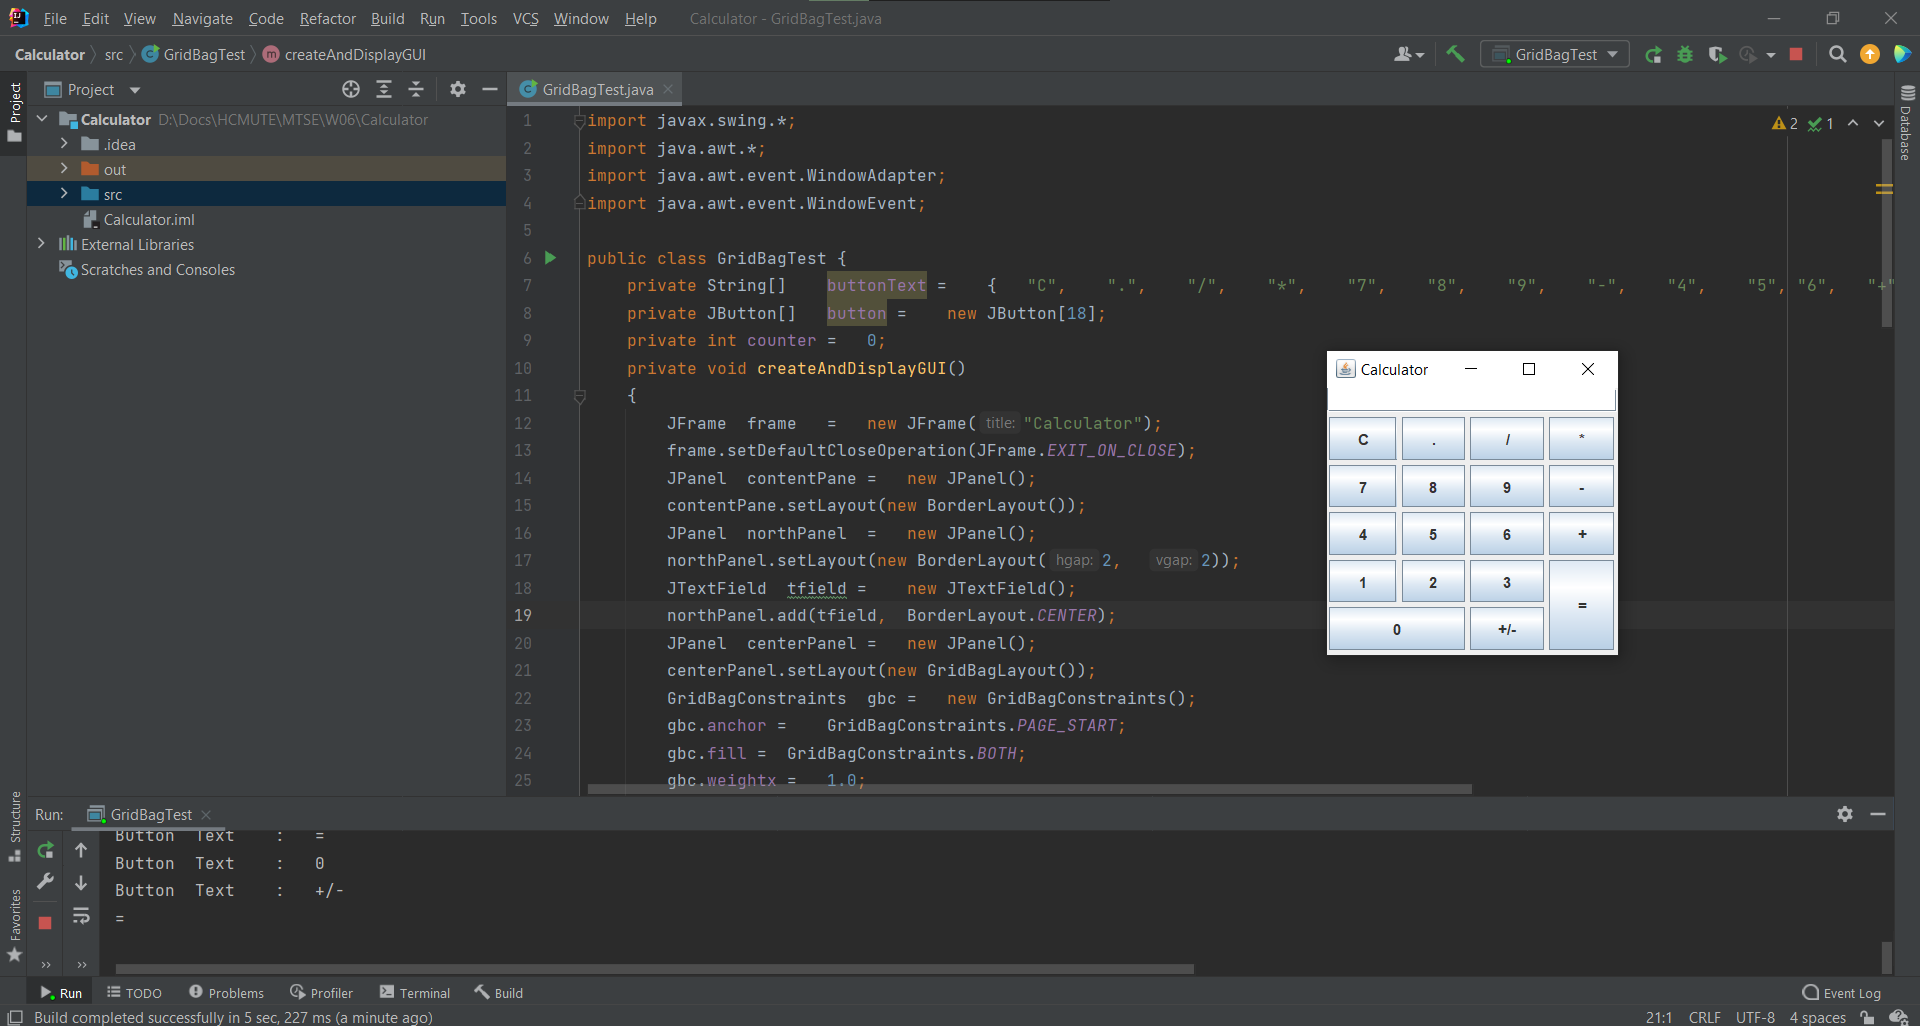 File Edit View Navigate Code Refactor Build Run Tools VCS Window Help Calculator - GridBagTest.java
Calculator src GridBagTest createAndDisplayGUI GridBagTest
Project
Calculator D:\Docs\HCMUTE\MTSE\W06\Calculator
.idea
out
src
Calculator.iml
External Libraries
Scratches and Consoles
Project
Structure
Favorites
Database
GridBagTest.java
2 1
1 import javax.swing.*;
2 import java.awt.*;
3 import java.awt.event.WindowAdapter;
4 import java.awt.event.WindowEvent;
5
6 public class GridBagTest {
7 private String[] buttonText = { "C", ".", "/", "*", "7", "8", "9", "-", "4", "5", "6", "+"
8 private JButton[] button = new JButton[18];
9 private int counter = 0;
10 private void createAndDisplayGUI()
11 {
12 JFrame frame = new JFrame( title: "Calculator");
13 frame.setDefaultCloseOperation(JFrame.EXIT_ON_CLOSE);
14 JPanel contentPane = new JPanel();
15 contentPane.setLayout(new BorderLayout());
16 JPanel northPanel = new JPanel();
17 northPanel.setLayout(new BorderLayout( hgap: 2, vgap: 2));
18 JTextField tfield = new JTextField();
19 northPanel.add(tfield, BorderLayout.CENTER);
20 JPanel centerPanel = new JPanel();
21 centerPanel.setLayout(new GridBagLayout());
22 GridBagConstraints gbc = new GridBagConstraints();
23 gbc.anchor = GridBagConstraints.PAGE_START;
24 gbc.fill = GridBagConstraints.BOTH;
25 gbc.weightx = 1.0;
Calculator
C . / *
7 8 9 -
4 5 6 +
1 2 3 =
0 +/-
Run: GridBagTest
Button Text : =
Button Text : 0
Button Text : +/-
=
Run TODO Problems Profiler Terminal Build Event Log
Build completed successfully in 5 sec, 227 ms (a minute ago) 21:1 CRLF UTF-8 4 spaces